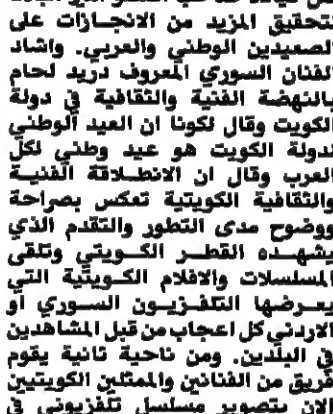 لتحقيق المزيد من الانجازات على
الصعيدين الوطني والعربي. واشاد
الفنان السوري المعروف دريد لحام
بالنهضة الفنية والثقافية في دولة
الكويت وقال لكونا ان العيد الوطني
لدولة الكويت هو عيد وطني لكل
العرب وقال ان الانطلاقة الفنية
والثقافية الكويتية تعكس بصراحة
ووضوح مدى التطور والتقدم الذي
يشهده القطر الكويتي وتلقى
المسلسلات والافلام الكويتية التي
يعرضها التلفزيون السوري او
الاردني كل اعجاب من قبل المشاهدين
في البلدين. ومن ناحية ثانية يقوم
فريق من الفنانين والممثلين الكويتيين
الان بتصوير مسلسل تلفزيوني في